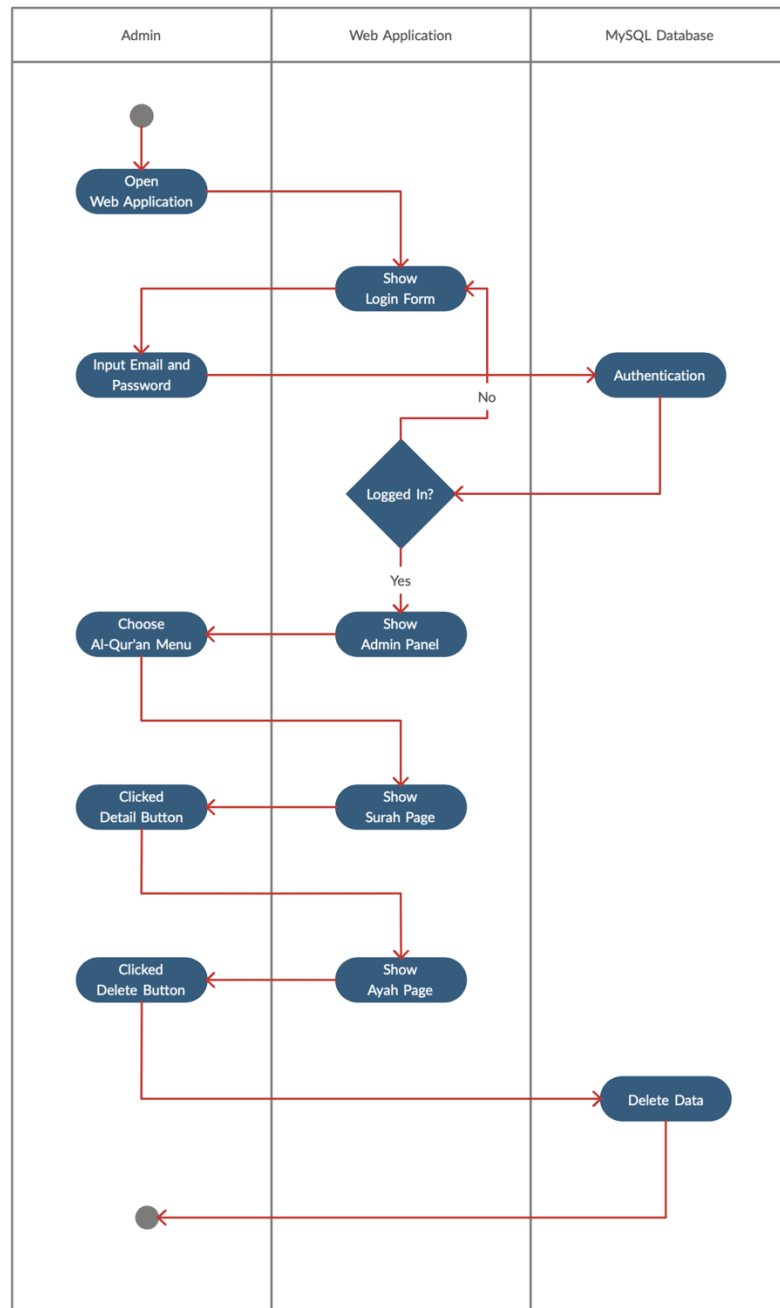 Admin
Web Application
MySQL Database
Open
Web Application
Show
Login Form
Input Email and
Password
Authentication
No
Logged In?
Yes
Choose
Al-Qur'an Menu
Show
Admin Panel
Clicked
Detail Button
Show
Surah Page
Clicked
Delete Button
Show
Ayah Page
Delete Data